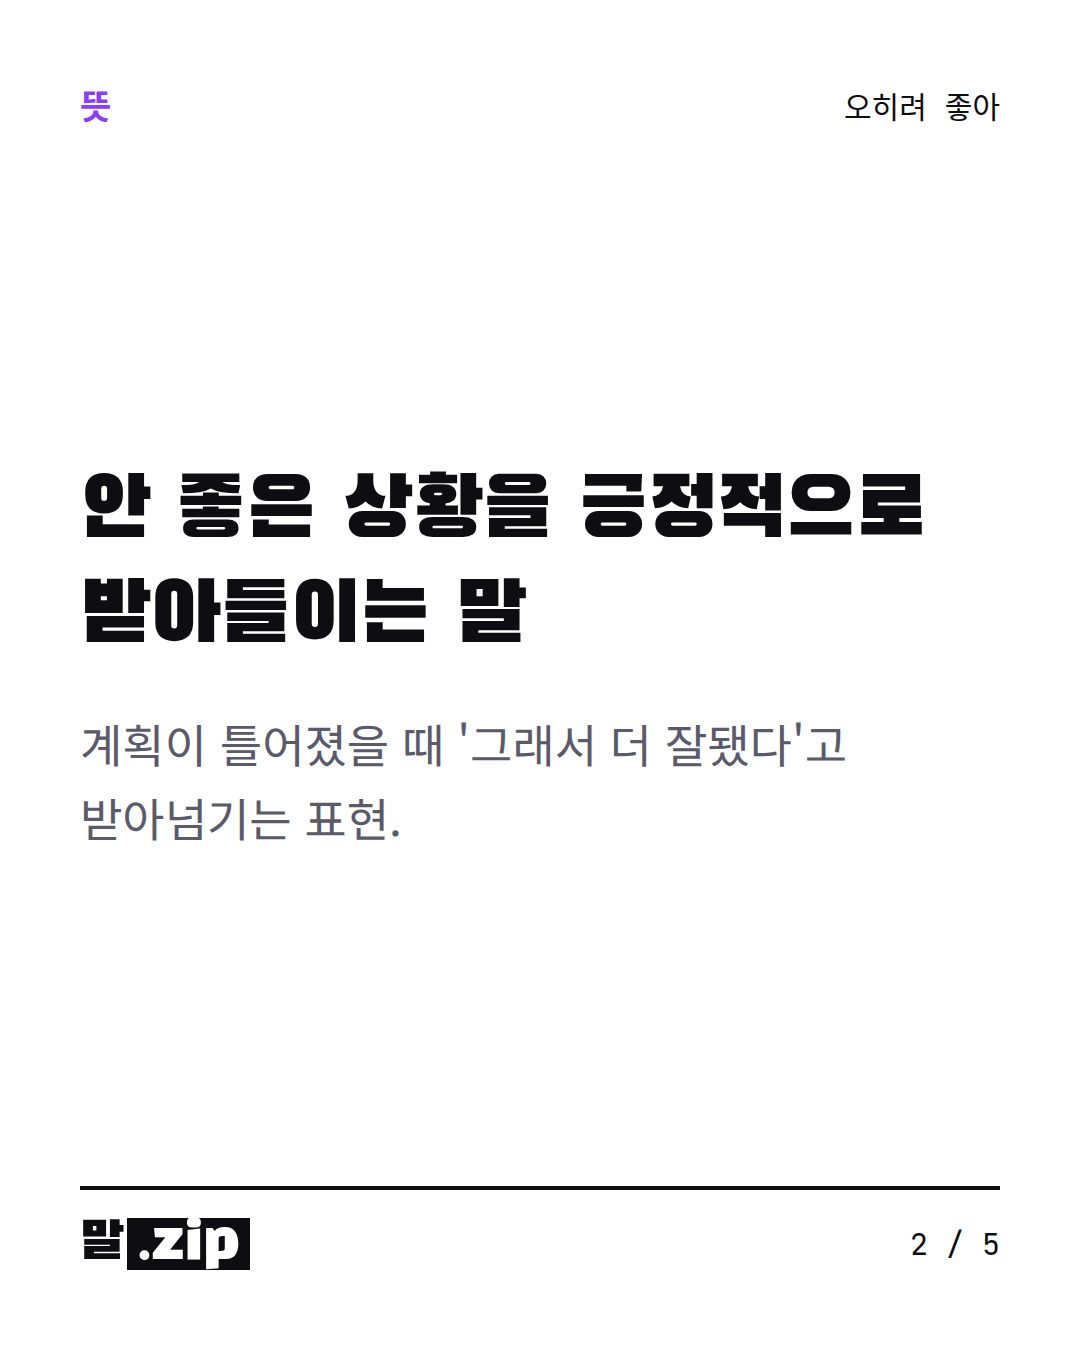 뜻
오히려 좋아
안 좋은 상황을 긍정적으로
받아들이는 말
계획이 틀어졌을 때 '그래서 더 잘됐다'고
받아넘기는 표현.
말.zip
2 / 5